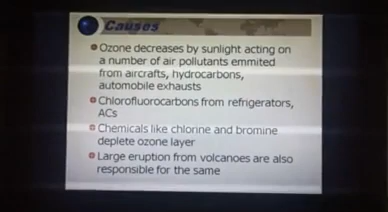 Causes
Ozone decreases by sunlight acting on
a number of air pollutants emmited
from aircrafts, hydrocarbons,
automobile exhausts
Chlorofluorocarbons from refrigerators,
ACs
Chemicals like chlorine and bromine
deplete ozone layer
Large eruption from volcanoes are also
responsible for the same